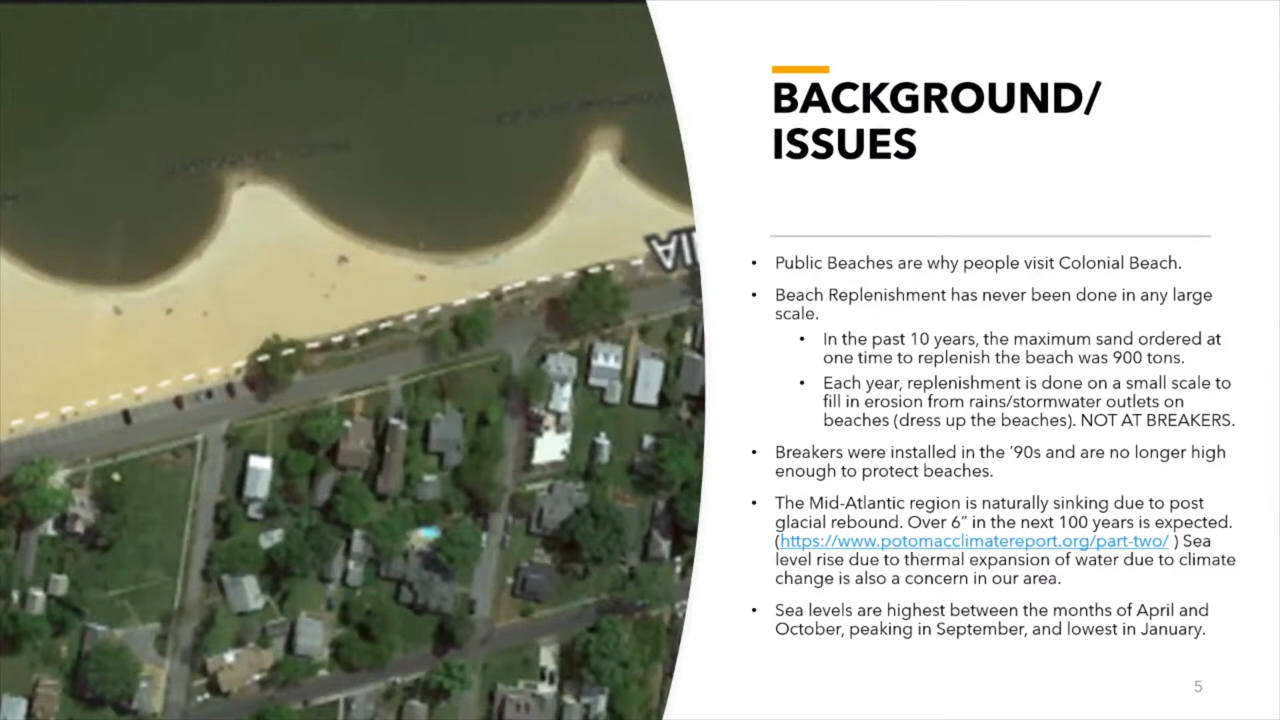 BACKGROUND/
ISSUES
• Public Beaches are why people visit Colonial Beach.
• Beach Replenishment has never been done in any large
scale.
• In the past 10 years, the maximum sand ordered at
one time to replenish the beach was 900 tons.
• Each year, replenishment is done on a small scale to
fill in erosion from rains/stormwater outlets on
beaches (dress up the beaches). NOT AT BREAKERS.
• Breakers were installed in the ’90s and are no longer high
enough to protect beaches.
• The Mid-Atlantic region is naturally sinking due to post
glacial rebound. Over 6” in the next 100 years is expected.
(https://www.potomacclimatereport.org/part-two/ ) Sea
level rise due to thermal expansion of water due to climate
change is also a concern in our area.
• Sea levels are highest between the months of April and
October, peaking in September, and lowest in January.
5